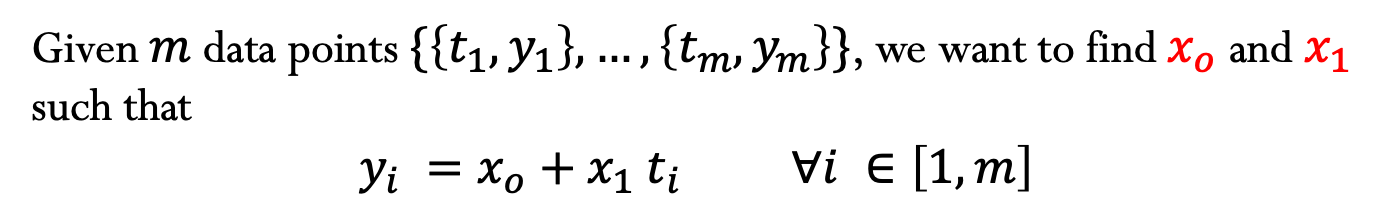 Given m data points {{t₁, y₁}, ... , {tₘ, yₘ}}, we want to find xₒ and x₁
such that
yᵢ = xₒ + x₁ tᵢ ∀i ∈ [1, m]